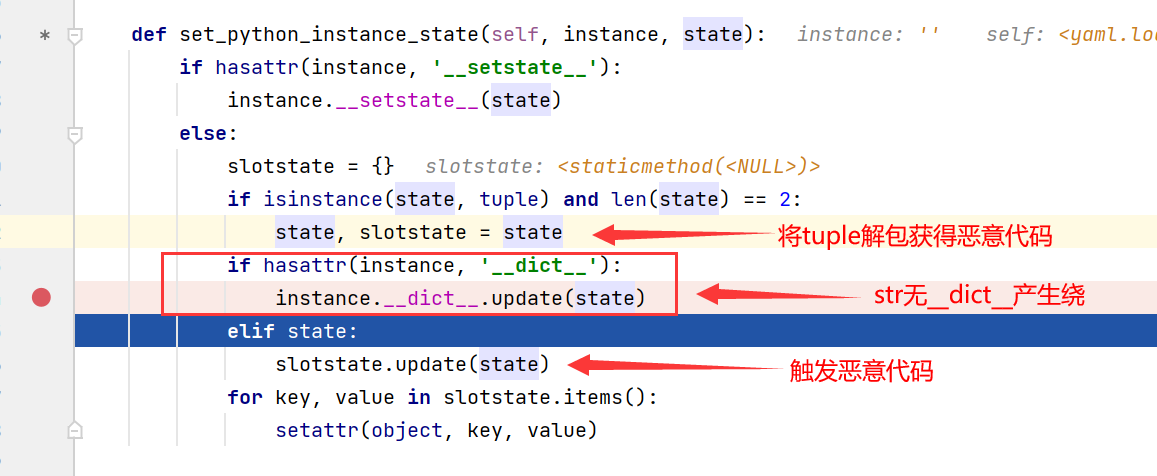 def set_python_instance_state(self, instance, state): instance: '' self: <yaml.loa
if hasattr(instance, '__setstate__'):
instance.__setstate__(state)
else:
slotstate = {} slotstate: <staticmethod(<NULL>)>
if isinstance(state, tuple) and len(state) == 2:
state, slotstate = state 将tuple解包获得恶意代码
if hasattr(instance, '__dict__'):
instance.__dict__.update(state) str无__dict__产生绕
elif state:
slotstate.update(state) 触发恶意代码
for key, value in slotstate.items():
setattr(object, key, value)